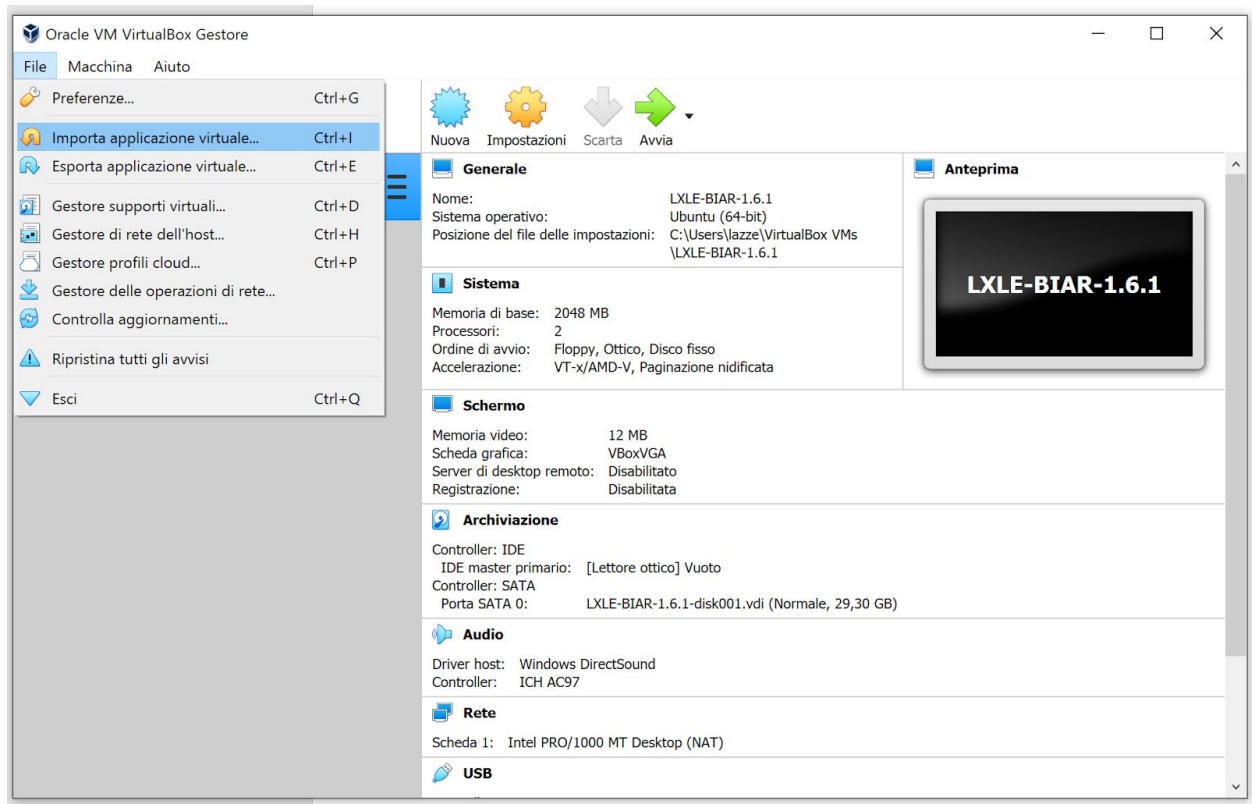 Oracle VM VirtualBox Gestore
File Macchina Aiuto
Preferenze... Ctrl+G
Importa applicazione virtuale... Ctrl+I
Esporta applicazione virtuale... Ctrl+E
Gestore supporti virtuali... Ctrl+D
Gestore di rete dell'host... Ctrl+H
Gestore profili cloud... Ctrl+P
Gestore delle operazioni di rete...
Controlla aggiornamenti...
Ripristina tutti gli avvisi
Esci Ctrl+Q
Nuova Impostazioni Scarta Avvia
Generale
Nome: LXLE-BIAR-1.6.1
Sistema operativo: Ubuntu (64-bit)
Posizione del file delle impostazioni: C:\Users\lazze\VirtualBox VMs
\LXLE-BIAR-1.6.1
Anteprima
LXLE-BIAR-1.6.1
Sistema
Memoria di base: 2048 MB
Processori: 2
Ordine di avvio: Floppy, Ottico, Disco fisso
Accelerazione: VT-x/AMD-V, Paginazione nidificata
Schermo
Memoria video: 12 MB
Scheda grafica: VBoxVGA
Server di desktop remoto: Disabilitato
Registrazione: Disabilitata
Archiviazione
Controller: IDE
IDE master primario: [Lettore ottico] Vuoto
Controller: SATA
Porta SATA 0: LXLE-BIAR-1.6.1-disk001.vdi (Normale, 29,30 GB)
Audio
Driver host: Windows DirectSound
Controller: ICH AC97
Rete
Scheda 1: Intel PRO/1000 MT Desktop (NAT)
USB